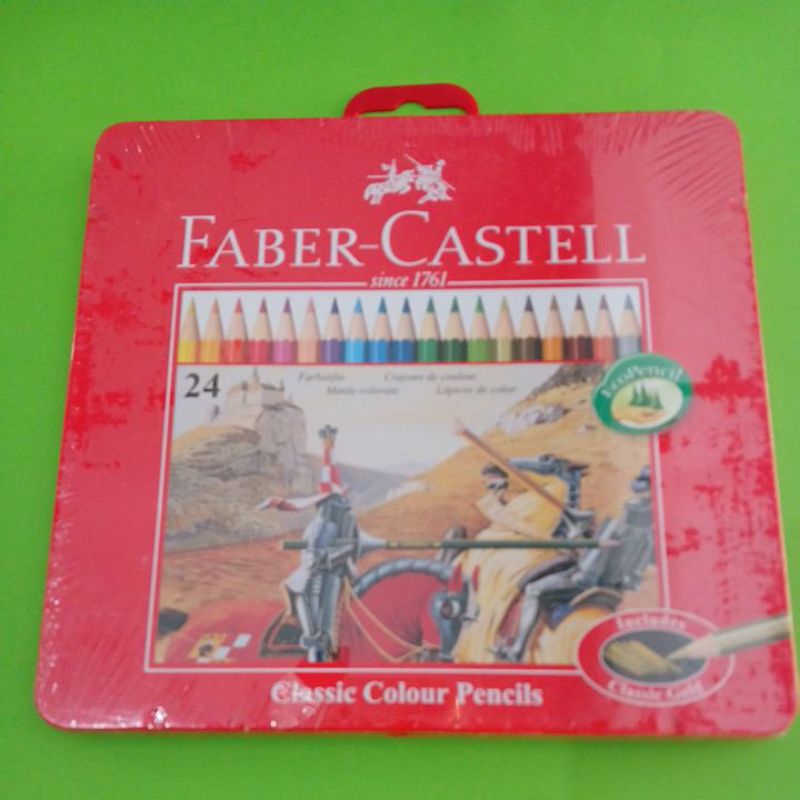 FABER-CASTELL
since 1761
24
Farbstifte Crayons de couleur
Matite colorate Lápices de color
EcoPencil
Includes
Classic Gold
Classic Colour Pencils